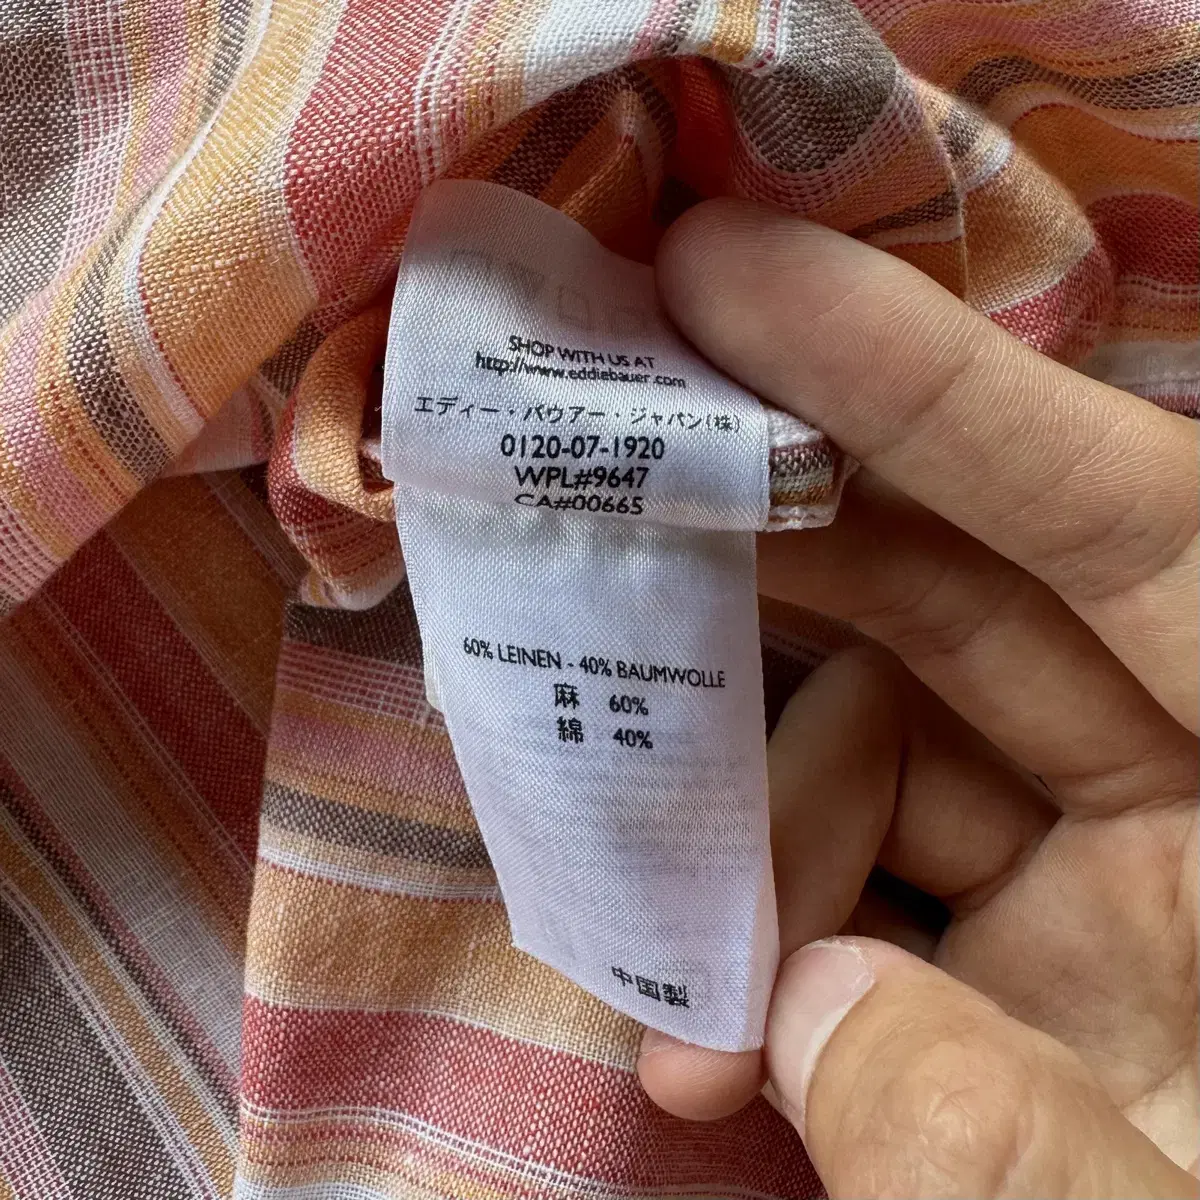 SHOP WITH US AT
http://www.eddiebauer.com
エディー・バウアー・ジャパン(株)
0120-07-1920
WPL#9647
CA#00665
60% LEINEN - 40% BAUMWOLLE
麻 60%
綿 40%
中国製